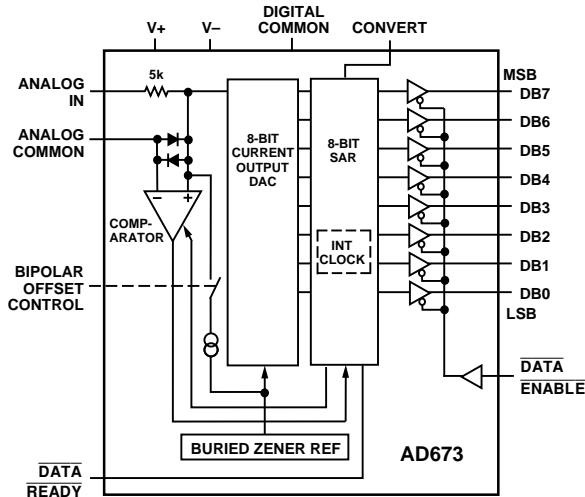 V+
V–
DIGITAL
COMMON
CONVERT
ANALOG
IN
5k
ANALOG
COMMON
–
+
COMP-
ARATOR
8-BIT
CURRENT
OUTPUT
DAC
8-BIT
SAR
INT
CLOCK
MSB
DB7
DB6
DB5
DB4
DB3
DB2
DB1
DB0
LSB
BIPOLAR
OFFSET
CONTROL
DATA
ENABLE
BURIED ZENER REF
AD673
DATA
READY